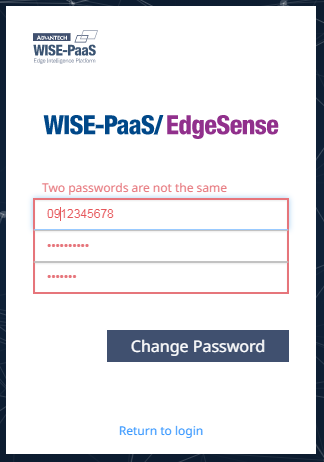 ADVANTECH
WISE-PaaS
Edge Intelligence Platform
WISE-PaaS/ EdgeSense
Two passwords are not the same
0912345678
••••••••••
•••••••
Change Password
Return to login